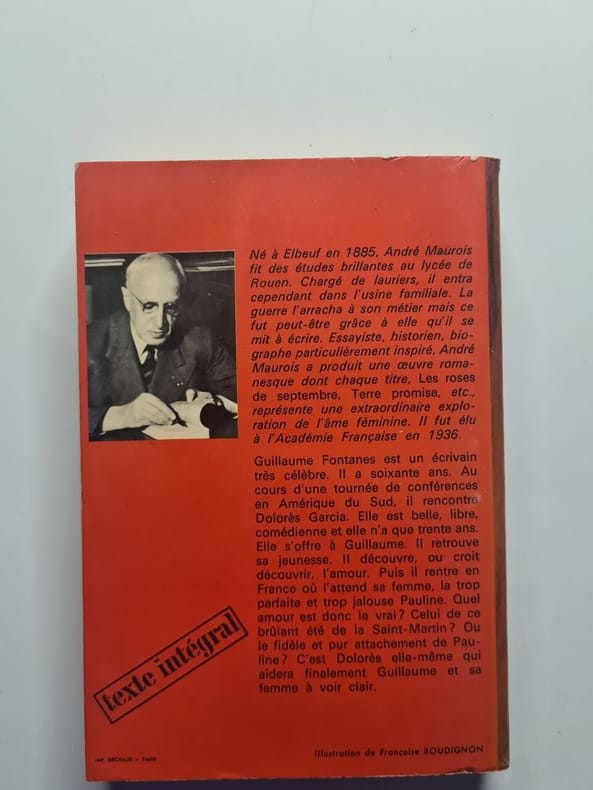 Né à Elbeuf en 1885, André Maurois
fit des études brillantes au lycée de
Rouen. Chargé de lauriers, il entra
cependant dans l'usine familiale. La
guerre l'arracha à son métier mais ce
fut peut-être grâce à elle qu'il se
mit à écrire. Essayiste, historien, bio-
graphe particulièrement inspiré, André
Maurois a produit une œuvre roma-
nesque dont chaque titre, Les roses
de septembre, Terre promise, etc.,
représente une extraordinaire explo-
ration de l'âme féminine. Il fut élu
à l'Académie Française en 1936.
Guillaume Fontanes est un écrivain
très célèbre. Il a soixante ans. Au
cours d'une tournée de conférences
en Amérique du Sud, il rencontre
Dolorès Garcia. Elle est belle, libre,
comédienne et elle n'a que trente ans.
Elle s'offre à Guillaume. Il retrouve
sa jeunesse. Il découvre, ou croit
découvrir, l'amour. Puis il rentre en
France où l'attend sa femme, la trop
parfaite et trop jalouse Pauline. Quel
amour est donc le vrai? Celui de ce
brûlant été de la Saint-Martin? Ou
le fidèle et pur attachement de Pau-
line? C'est Dolorès elle-même qui
aidera finalement Guillaume et sa
femme à voir clair.
texte intégral
IMP. DÉCHAUX - PARIS
Illustration de Françoise BOUDIGNON